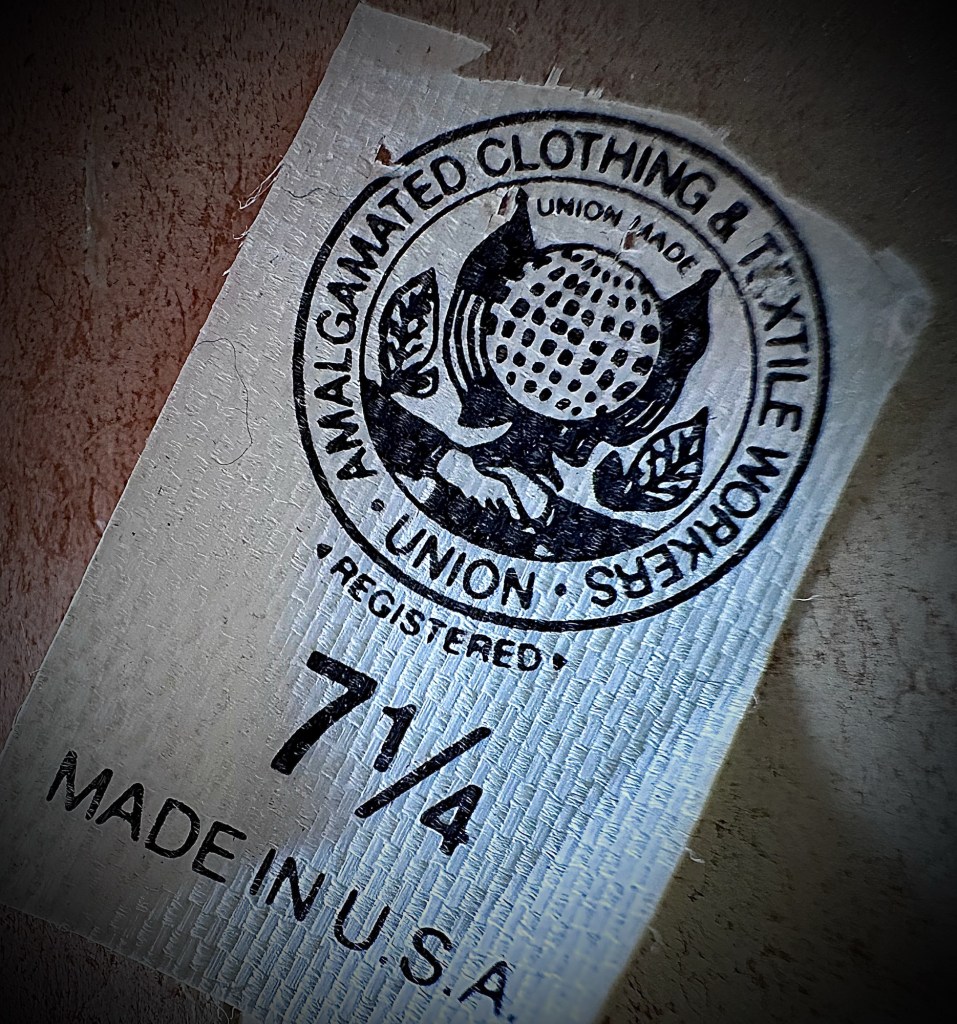 AMALGAMATED CLOTHING & TEXTILE WORKERS
· UNION ·
UNION MADE
· REGISTERED ·
7 1/4
MADE IN U.S.A.